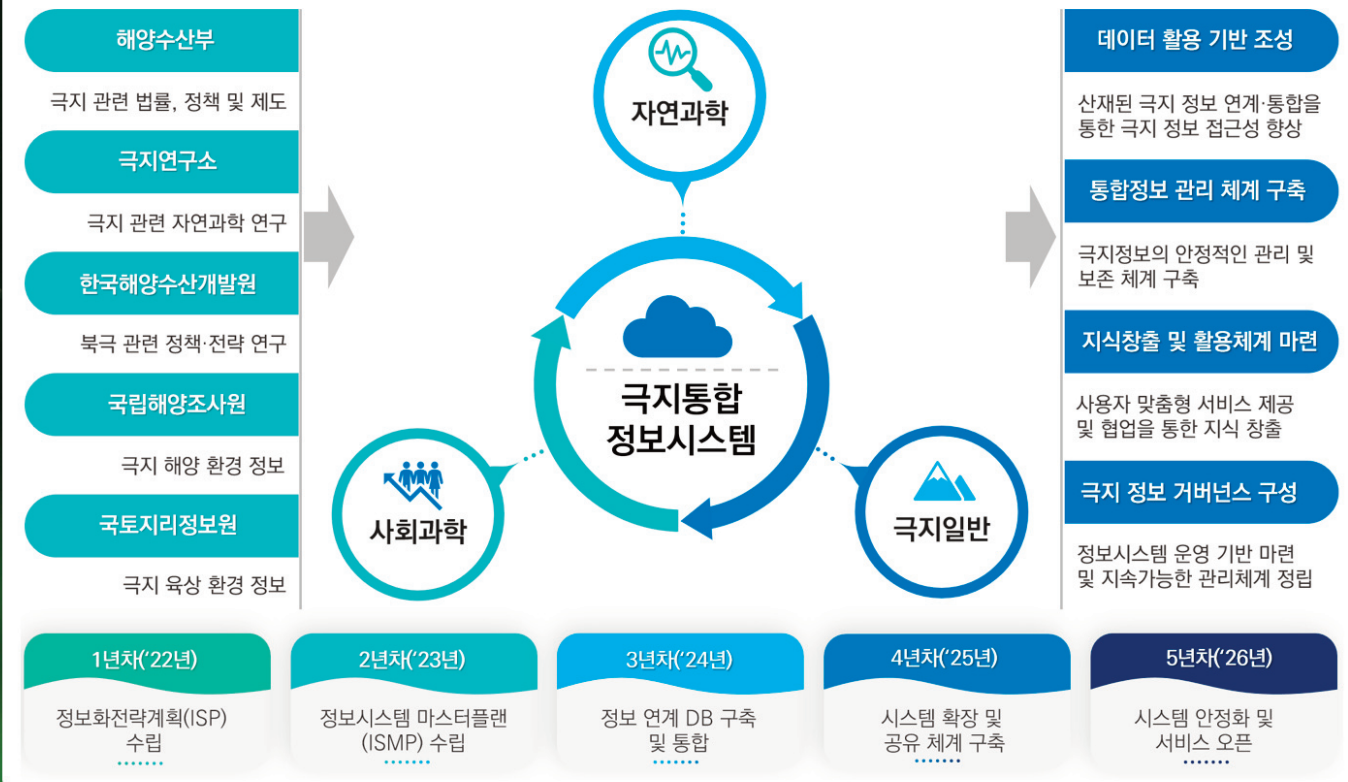 해양수산부
극지 관련 법률, 정책 및 제도
극지연구소
극지 관련 자연과학 연구
한국해양수산개발원
북극 관련 정책·전략 연구
국립해양조사원
극지 해양 환경 정보
국토지리정보원
극지 육상 환경 정보
자연과학
극지통합
정보시스템
사회과학
극지일반
데이터 활용 기반 조성
산재된 극지 정보 연계·통합을
통한 극지 정보 접근성 향상
통합정보 관리 체계 구축
극지정보의 안정적인 관리 및
보존 체계 구축
지식창출 및 활용체계 마련
사용자 맞춤형 서비스 제공
및 협업을 통한 지식 창출
극지 정보 거버넌스 구성
정보시스템 운영 기반 마련
및 지속가능한 관리체계 정립
1년차(‘22년)
정보화전략계획(ISP)
수립
2년차(‘23년)
정보시스템 마스터플랜
(ISMP) 수립
3년차(‘24년)
정보 연계 DB 구축
및 통합
4년차(‘25년)
시스템 확장 및
공유 체계 구축
5년차(‘26년)
시스템 안정화 및
서비스 오픈